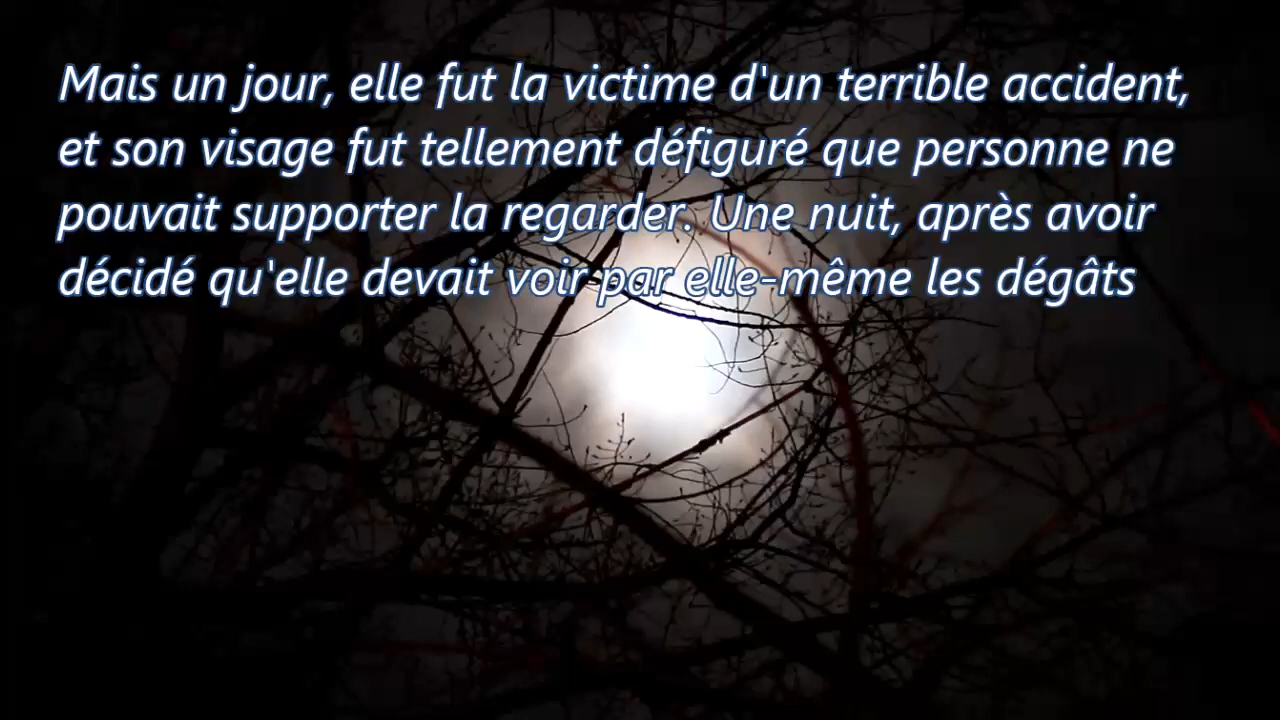 Mais un jour, elle fut la victime d'un terrible accident,
et son visage fut tellement défiguré que personne ne
pouvait supporter la regarder. Une nuit, après avoir
décidé qu'elle devait voir par elle-même les dégâts